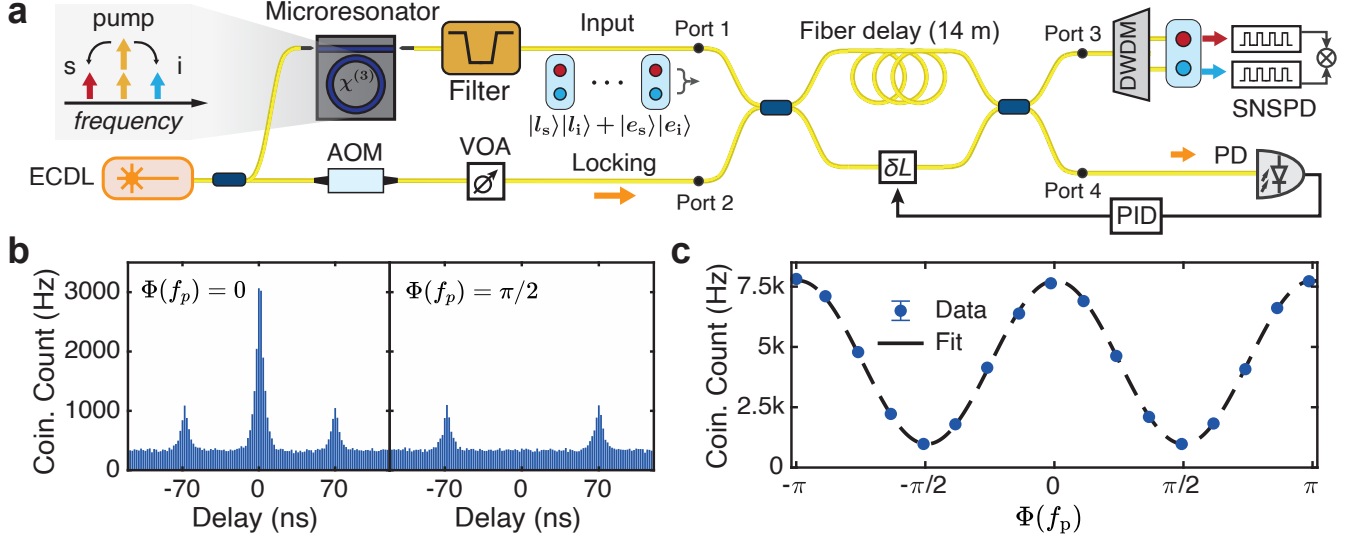 a
pump
s
i
frequency
Microresonator
χ(3)
Filter
Input
|lₛ⟩|lᵢ⟩ + |eₛ⟩|eᵢ⟩
Port 1
Fiber delay (14 m)
Port 3
DWDM
SNSPD
ECDL
AOM
VOA
Locking
Port 2
δL
Port 4
PD
PID
b
Coin. Count (Hz)
3000
2000
1000
0
Φ(fₚ) = 0
Φ(fₚ) = π/2
-70 0 70 -70 0 70
Delay (ns) Delay (ns)
c
Coin. Count (Hz)
7.5k
5k
2.5k
0
Data
Fit
-π -π/2 0 π/2 π
Φ(fₚ)